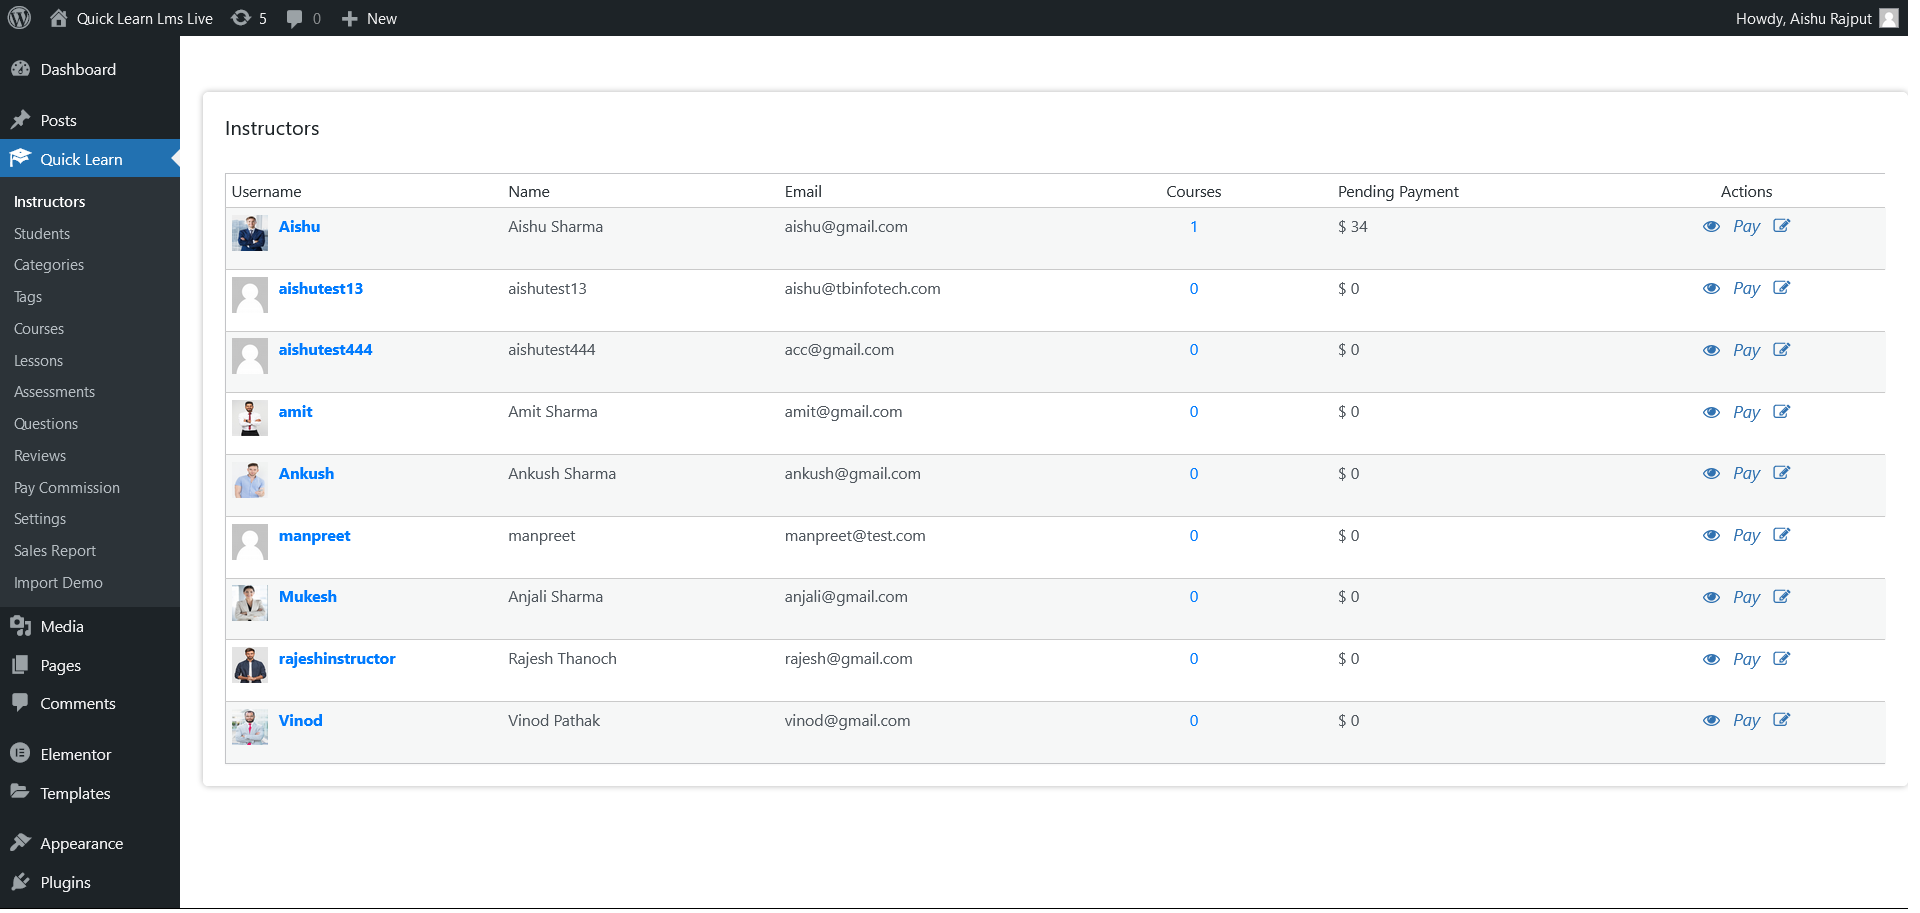 Quick Learn Lms Live 5 0 New Howdy, Aishu Rajput
Dashboard
Posts
Quick Learn
Instructors
Students
Categories
Tags
Courses
Lessons
Assessments
Questions
Reviews
Pay Commission
Settings
Sales Report
Import Demo
Media
Pages
Comments
Elementor
Templates
Appearance
Plugins
Instructors
Username Name Email Courses Pending Payment Actions
Aishu Aishu Sharma aishu@gmail.com 1 $ 34 Pay
aishutest13 aishutest13 aishu@tbinfotech.com 0 $ 0 Pay
aishutest444 aishutest444 acc@gmail.com 0 $ 0 Pay
amit Amit Sharma amit@gmail.com 0 $ 0 Pay
Ankush Ankush Sharma ankush@gmail.com 0 $ 0 Pay
manpreet manpreet manpreet@test.com 0 $ 0 Pay
Mukesh Anjali Sharma anjali@gmail.com 0 $ 0 Pay
rajeshinstructor Rajesh Thanoch rajesh@gmail.com 0 $ 0 Pay
Vinod Vinod Pathak vinod@gmail.com 0 $ 0 Pay